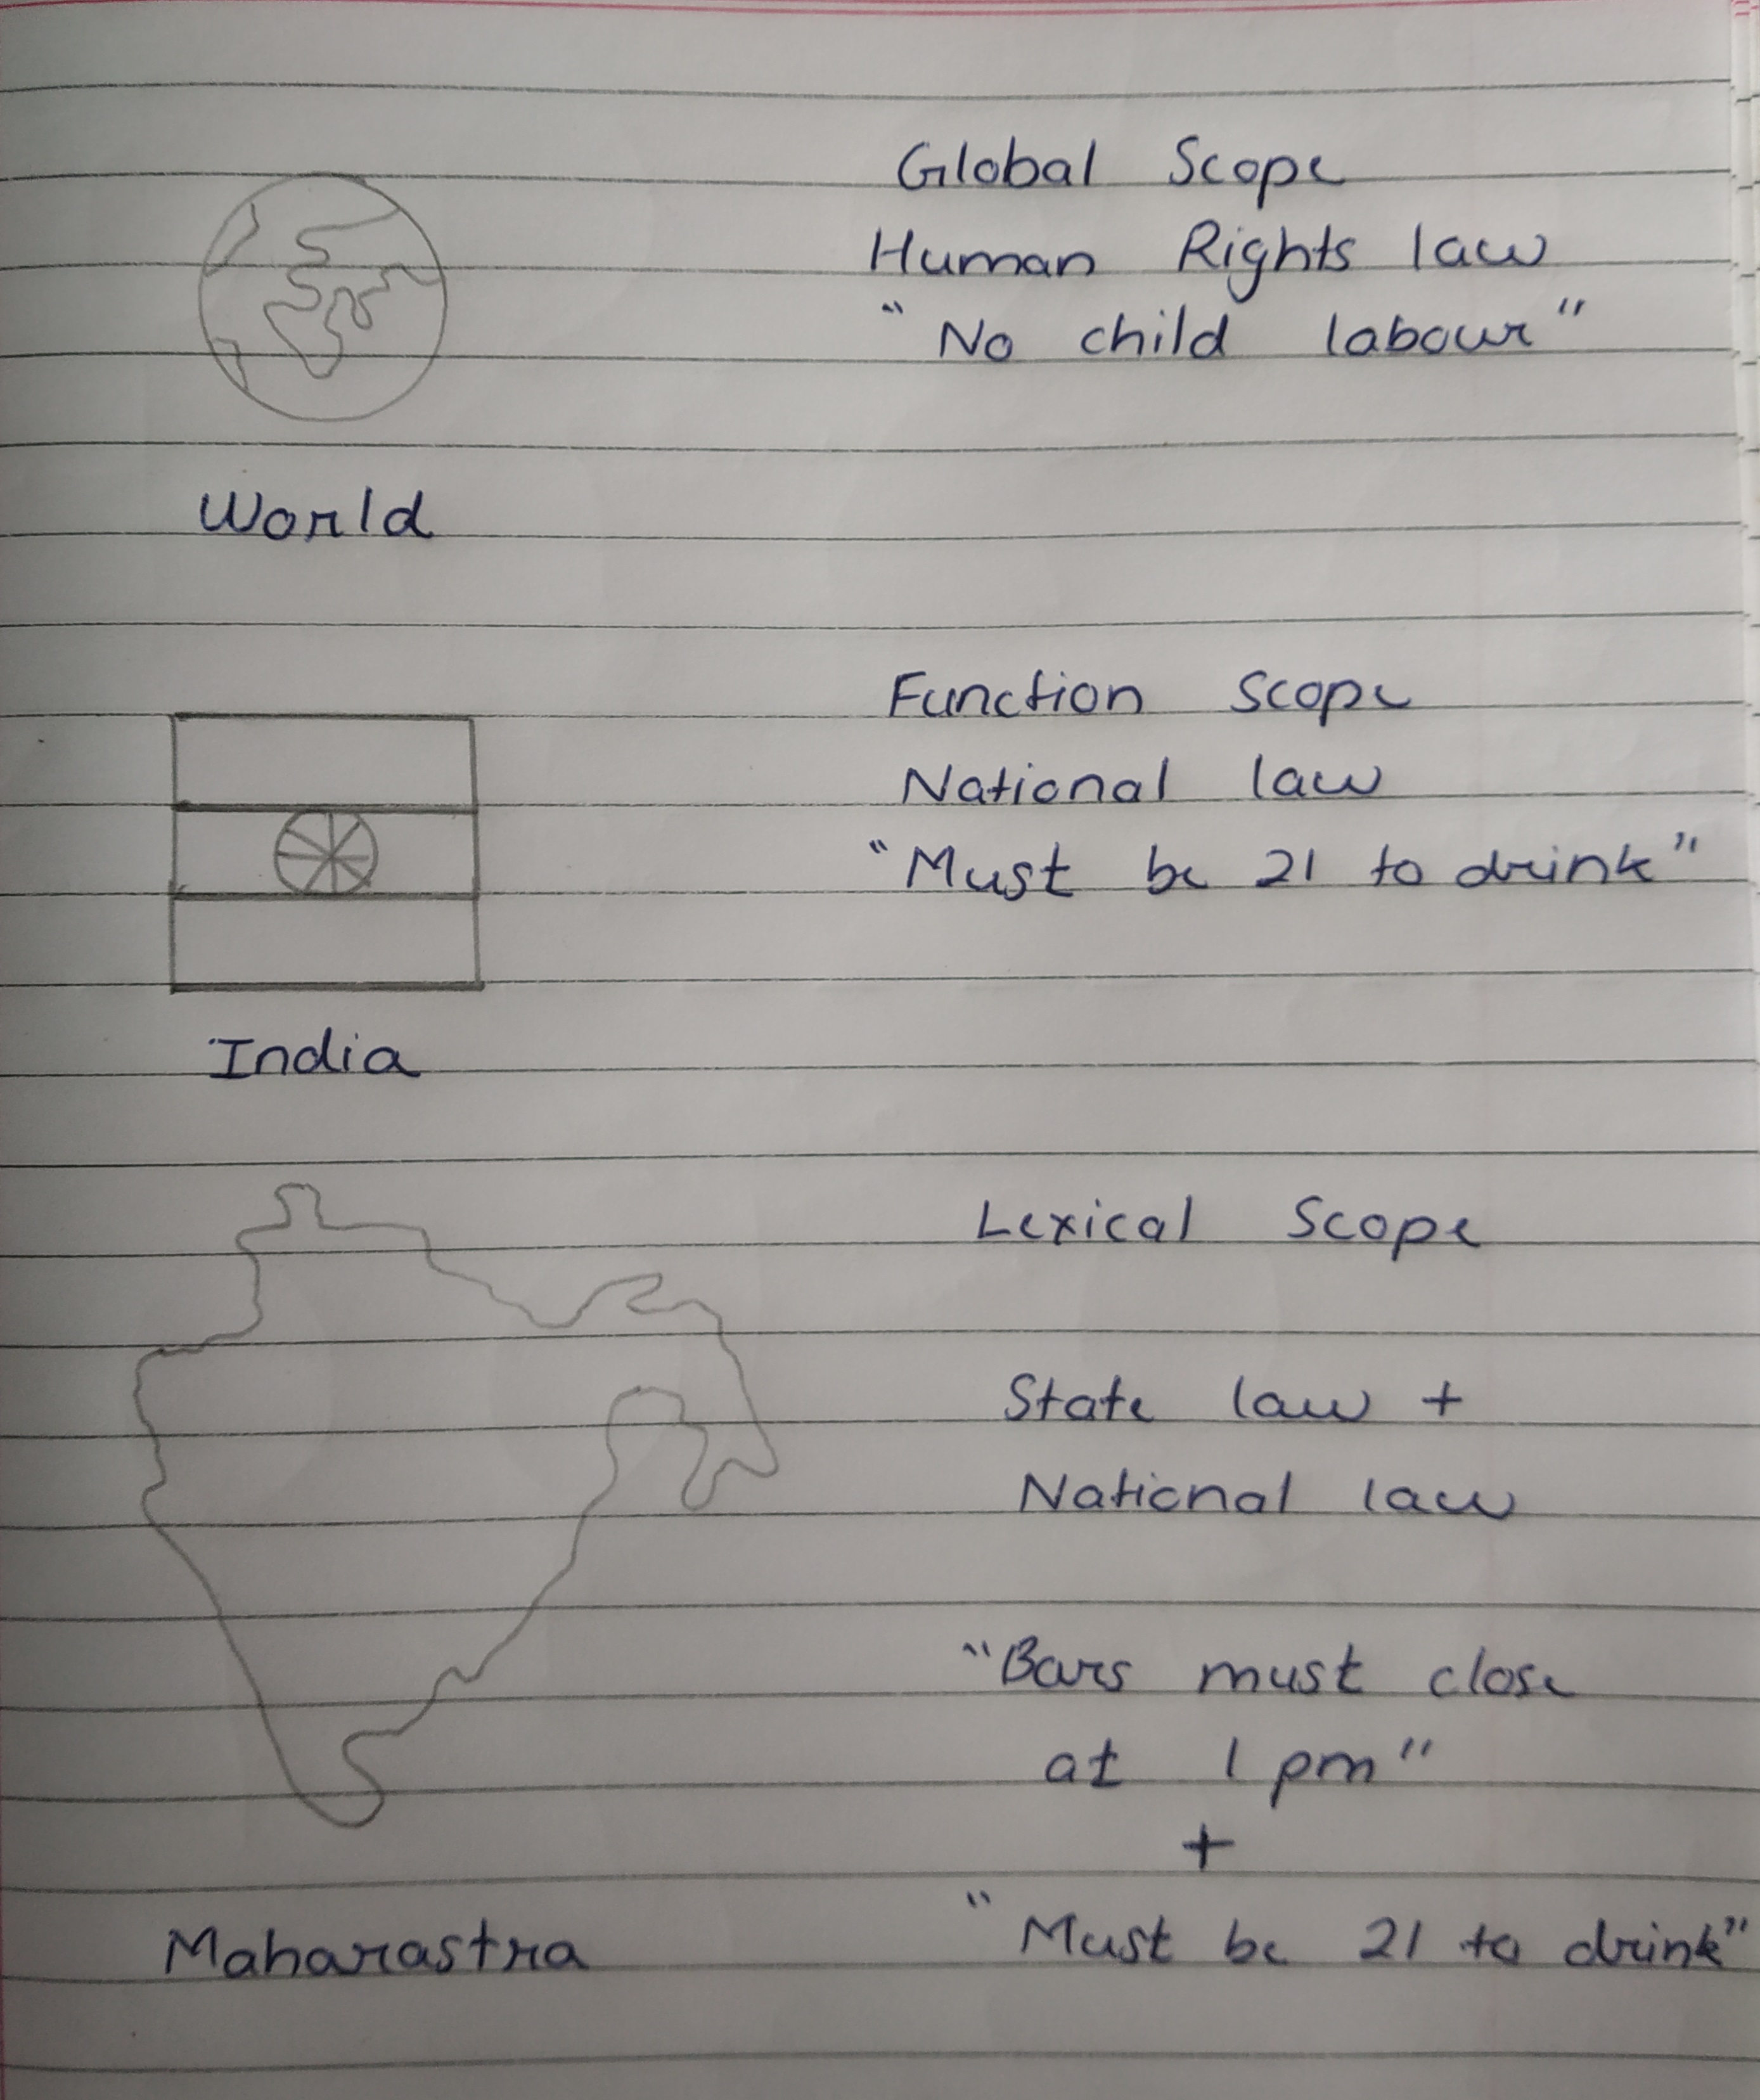 Global Scope
Human Rights law
"No child labour"
World
Function scope
National law
"Must be 21 to drink"
India
Lexical Scope
State law +
National law
"Bars must close
at 1 pm"
+
"Must be 21 to drink"
Maharastra